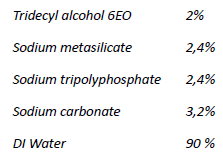 Tridecyl alcohol 6EO 2%
Sodium metasilicate 2,4%
Sodium tripolyphosphate 2,4%
Sodium carbonate 3,2%
DI Water 90 %